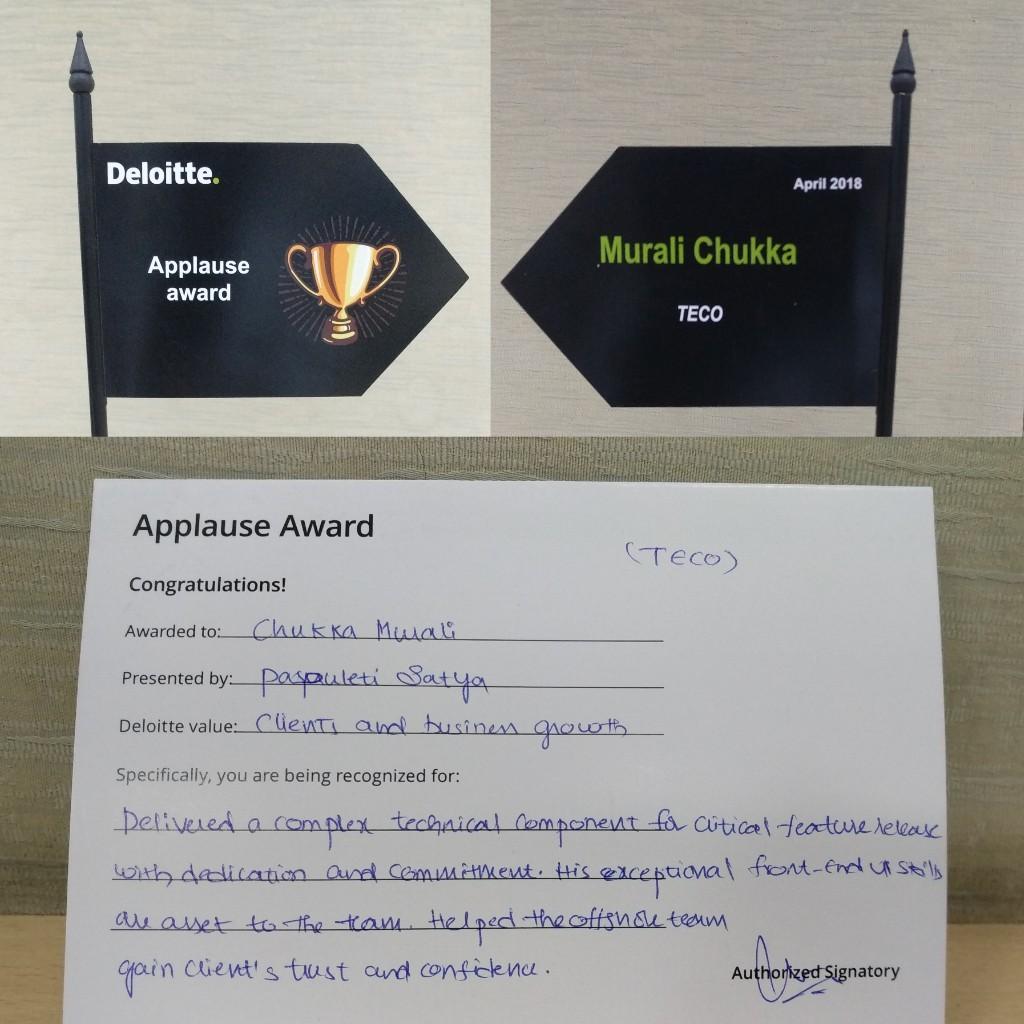 Deloitte.
Applause
award
April 2018
Murali Chukka
TECO
Applause Award
(TECO)
Congratulations!
Awarded to: Chukka Murali
Presented by: Paspuleti Satya
Deloitte value: Clients and business growth
Specifically, you are being recognized for:
Delivered a complex technical component for critical feature release
with dedication and commitment. His exceptional front-end UI skills
are asset to the team. Helped the offshore team
gain client's trust and confidence.
Authorized Signatory